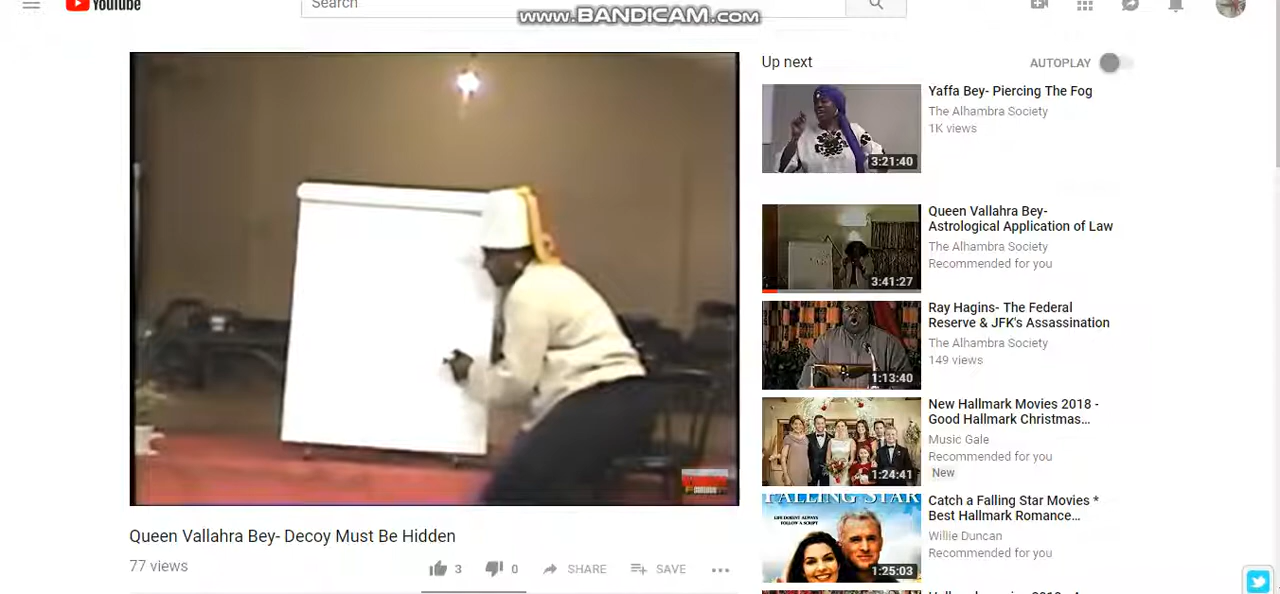 YouTube
Search
www.BANDICAM.com
Queen Vallahra Bey- Decoy Must Be Hidden
77 views
3
0
SHARE
SAVE
Up next
AUTOPLAY
3:21:40
Yaffa Bey- Piercing The Fog
The Alhambra Society
1K views
3:41:27
Queen Vallahra Bey-
Astrological Application of Law
The Alhambra Society
Recommended for you
1:13:40
Ray Hagins- The Federal
Reserve & JFK's Assassination
The Alhambra Society
149 views
1:24:41
New Hallmark Movies 2018 -
Good Hallmark Christmas...
Music Gale
Recommended for you
New
FALLING STAR
LIFE DOESN'T ALWAYS
FOLLOW A SCRIPT
1:25:03
Catch a Falling Star Movies *
Best Hallmark Romance...
Willie Duncan
Recommended for you